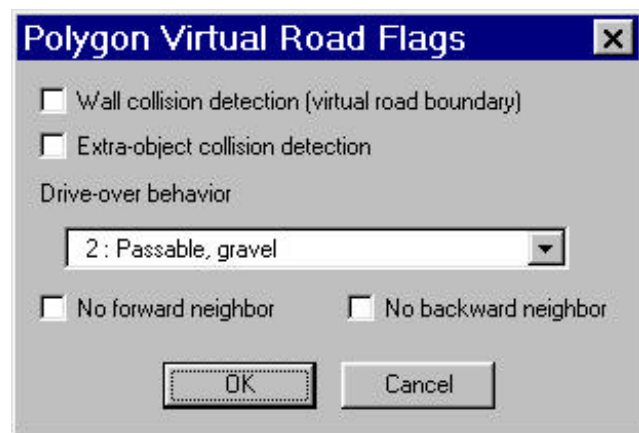 Polygon Virtual Road Flags
Wall collision detection (virtual road boundary)
Extra-object collision detection
Drive-over behavior
2 : Passable, gravel
No forward neighbor
No backward neighbor
OK
Cancel